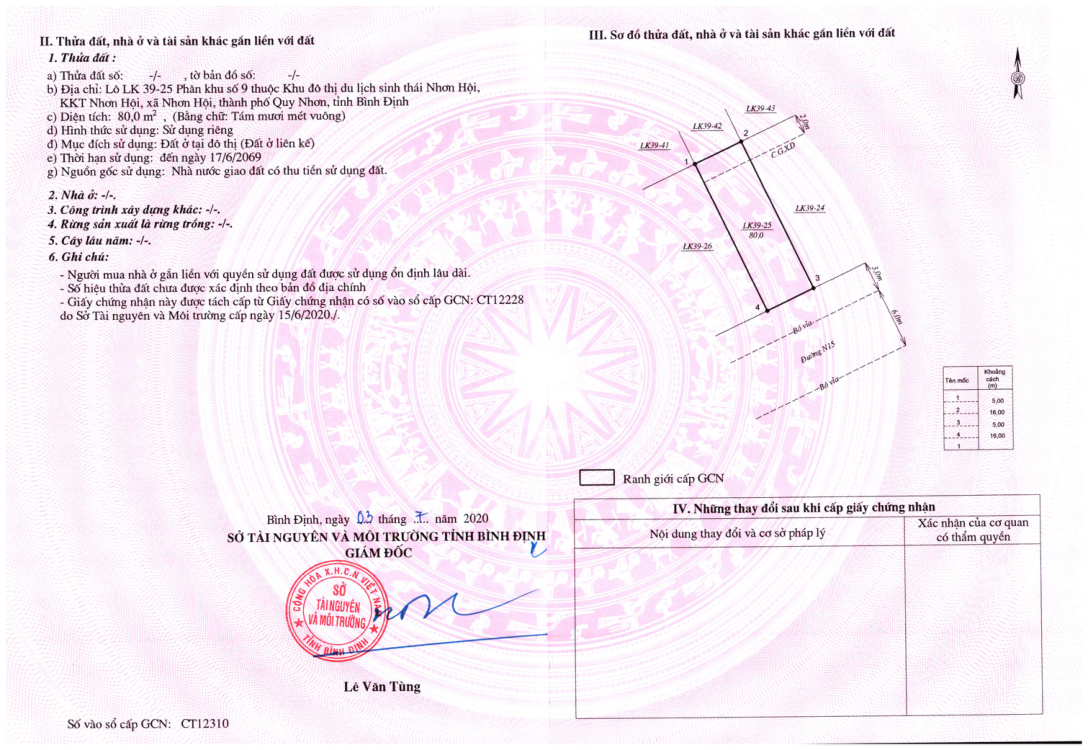 II. Thửa đất, nhà ở và tài sản khác gắn liền với đất
1. Thửa đất :
a) Thửa đất số: -/- , tờ bản đồ số: -/-
b) Địa chỉ: Lô LK 39-25 Phân khu số 9 thuộc Khu đô thị du lịch sinh thái Nhơn Hội,
KKT Nhơn Hội, xã Nhơn Hội, thành phố Quy Nhơn, tỉnh Bình Định
c) Diện tích: 80,0 m² , (Bằng chữ: Tám mươi mét vuông)
d) Hình thức sử dụng: Sử dụng riêng
đ) Mục đích sử dụng: Đất ở tại đô thị (Đất ở liên kế)
e) Thời hạn sử dụng: đến ngày 17/6/2069
g) Nguồn gốc sử dụng: Nhà nước giao đất có thu tiền sử dụng đất.
2. Nhà ở: -/-.
3. Công trình xây dựng khác: -/-.
4. Rừng sản xuất là rừng trồng: -/-.
5. Cây lâu năm: -/-.
6. Ghi chú:
- Người mua nhà ở gắn liền với quyền sử dụng đất được sử dụng ổn định lâu dài.
- Số hiệu thửa đất chưa được xác định theo bản đồ địa chính
- Giấy chứng nhận này được tách cấp từ Giấy chứng nhận có số vào sổ cấp GCN: CT12228
do Sở Tài nguyên và Môi trường cấp ngày 15/6/2020./.
Bình Định, ngày 03 tháng 7 năm 2020
SỞ TÀI NGUYÊN VÀ MÔI TRƯỜNG TỈNH BÌNH ĐỊNH
GIÁM ĐỐC
CỘNG HÒA X.H.C.N VIỆT NAM
SỞ
TÀI NGUYÊN
VÀ MÔI TRƯỜNG
TỈNH BÌNH ĐỊNH
Lê Văn Tùng
Số vào sổ cấp GCN: CT12310
III. Sơ đồ thửa đất, nhà ở và tài sản khác gắn liền với đất
LK39-43
LK39-42
2,0m
LK39-41
2
C.G.X.D
1
LK39-24
LK39-25
80,0
LK39-26
3
3,0m
4
6,0m
Bó vỉa
Đường N15
Bó vỉa
Tên mốc Khoảng cách (m)
1
5,00
2
16,00
3
5,00
4
16,00
1
Ranh giới cấp GCN
IV. Những thay đổi sau khi cấp giấy chứng nhận
Nội dung thay đổi và cơ sở pháp lý
Xác nhận của cơ quan
có thẩm quyền